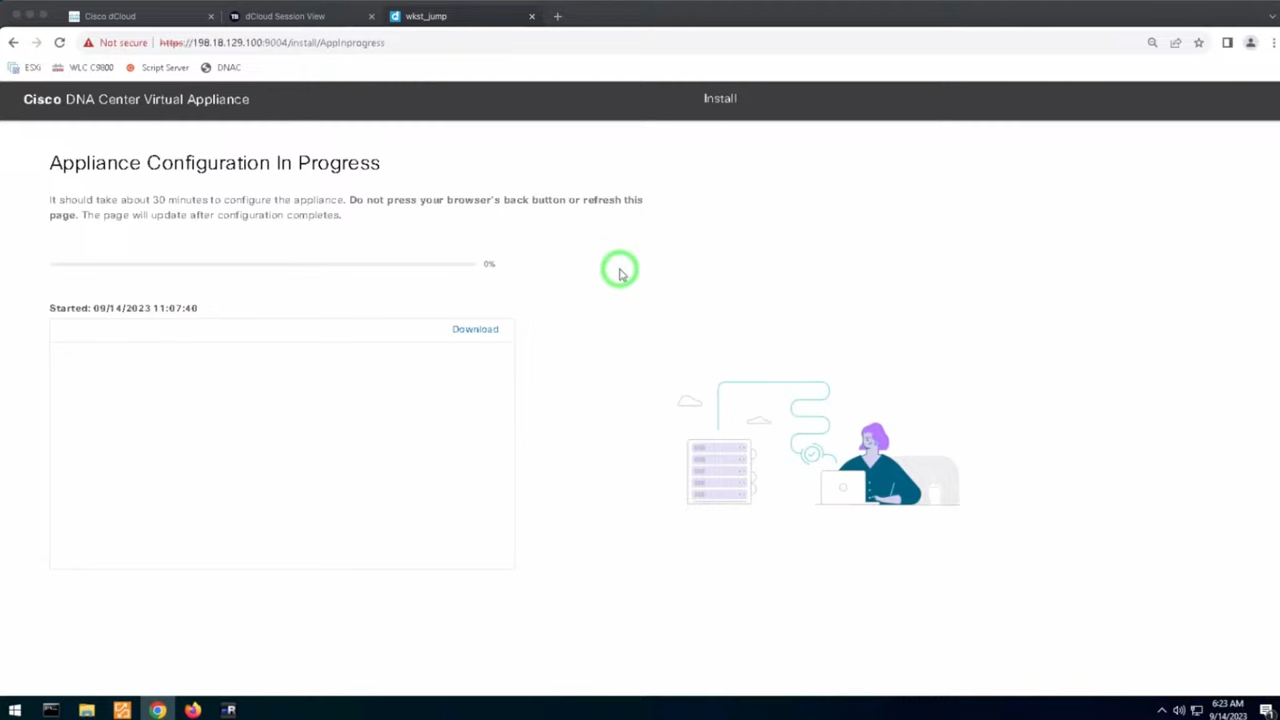 Cisco dCloud
dCloud Session View
wkst_jump
Not secure
https://198.18.129.100:9004/install/AppInprogress
ESXi
WLC C9800
Script Server
DNAC
Cisco DNA Center Virtual Appliance
Install
Appliance Configuration In Progress
It should take about 30 minutes to configure the appliance. Do not press your browser's back button or refresh this
page. The page will update after configuration completes.
0%
Started: 09/14/2023 11:07:40
Download
6:23 AM
9/14/2023